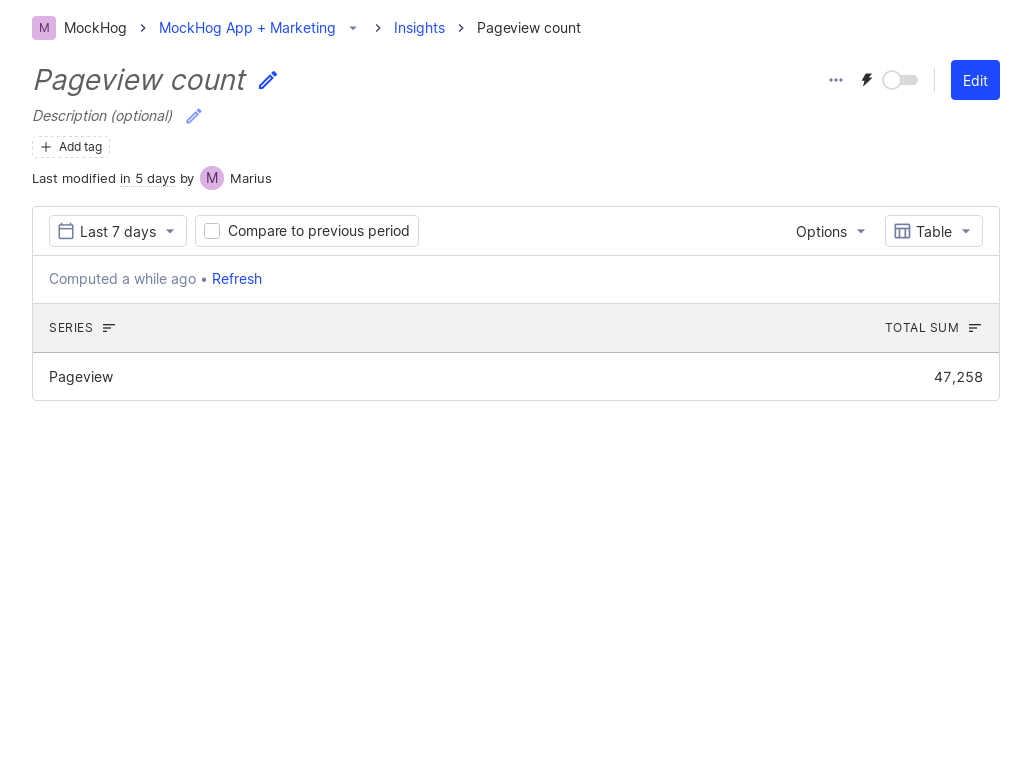 M MockHog MockHog App + Marketing Insights Pageview count
Pageview count
Edit
Description (optional)
Add tag
Last modified in 5 days by M Marius
Last 7 days Compare to previous period Options Table
Computed a while ago • Refresh
SERIES TOTAL SUM
Pageview 47,258